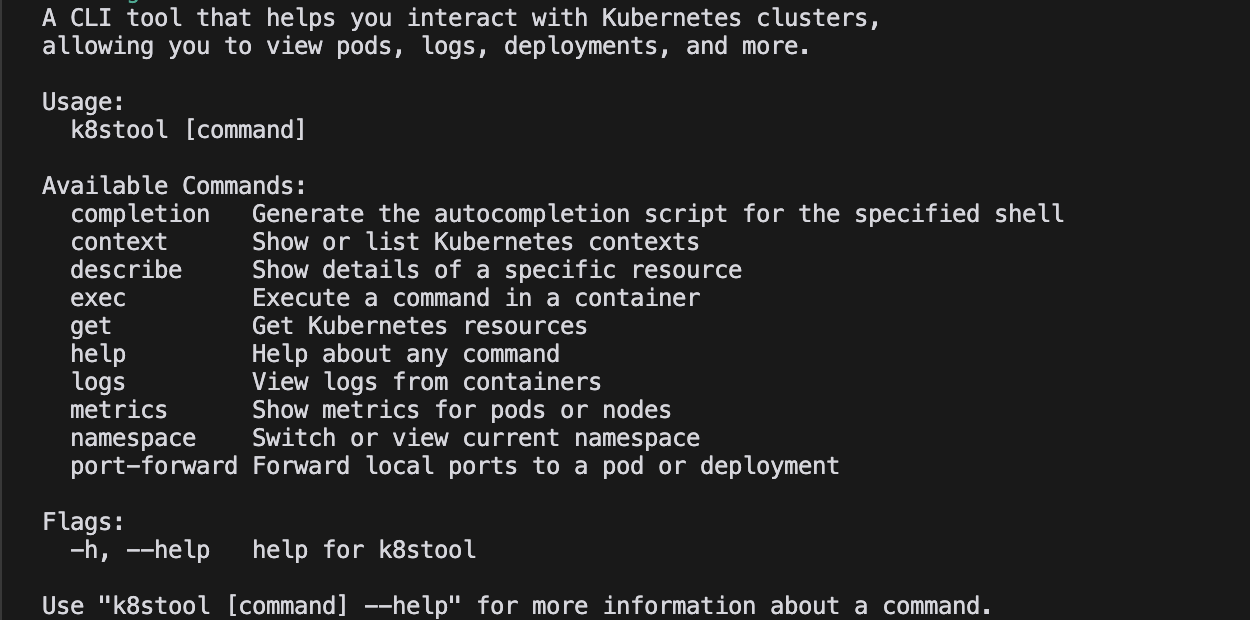 A CLI tool that helps you interact with Kubernetes clusters,
allowing you to view pods, logs, deployments, and more.

Usage:
  k8stool [command]

Available Commands:
  completion   Generate the autocompletion script for the specified shell
  context      Show or list Kubernetes contexts
  describe     Show details of a specific resource
  exec         Execute a command in a container
  get          Get Kubernetes resources
  help         Help about any command
  logs         View logs from containers
  metrics      Show metrics for pods or nodes
  namespace    Switch or view current namespace
  port-forward Forward local ports to a pod or deployment

Flags:
  -h, --help   help for k8stool

Use "k8stool [command] --help" for more information about a command.